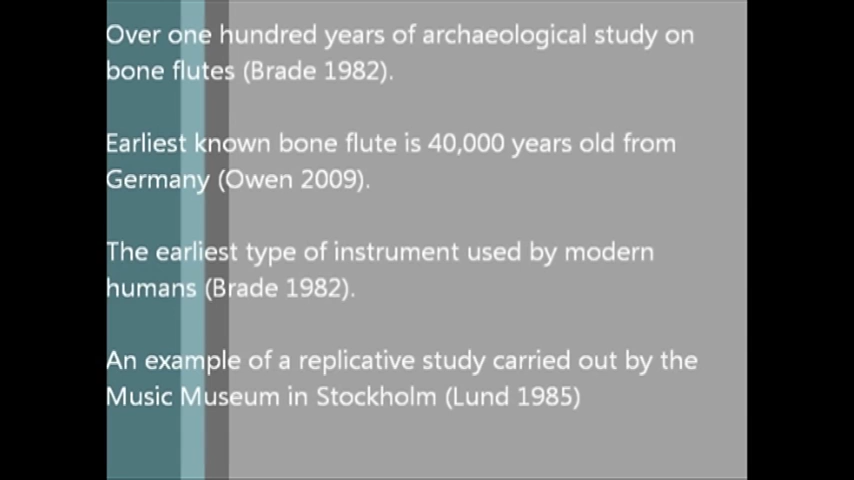 Over one hundred years of archaeological study on
bone flutes (Brade 1982).
Earliest known bone flute is 40,000 years old from
Germany (Owen 2009).
The earliest type of instrument used by modern
humans (Brade 1982).
An example of a replicative study carried out by the
Music Museum in Stockholm (Lund 1985)